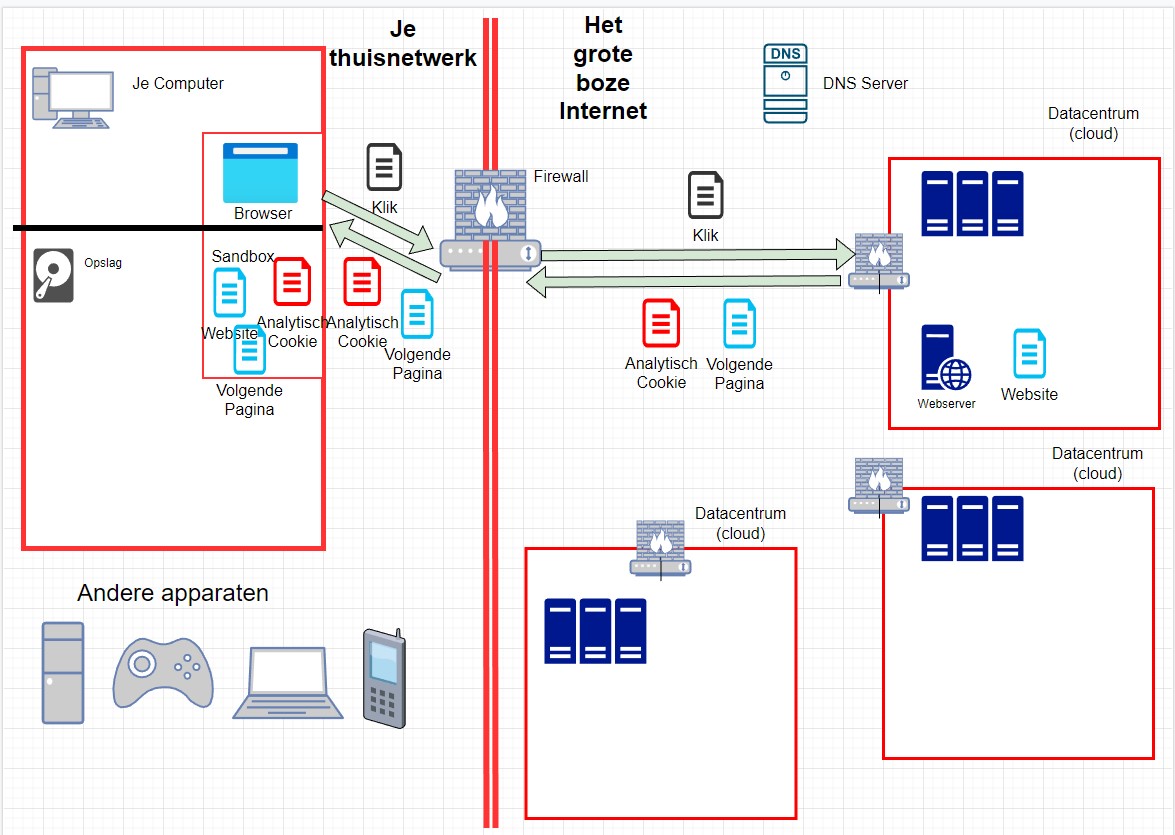 Je
thuisnetwerk
Het
grote
boze
Internet
DNS
DNS Server
Je Computer
Datacentrum
(cloud)
Browser
Klik
Firewall
Klik
Opslag
Sandbox
Website
Analytisch
Cookie
Analytisch
Cookie
Volgende
Pagina
Volgende
Pagina
Analytisch
Cookie
Volgende
Pagina
Webserver
Website
Datacentrum
(cloud)
Datacentrum
(cloud)
Andere apparaten